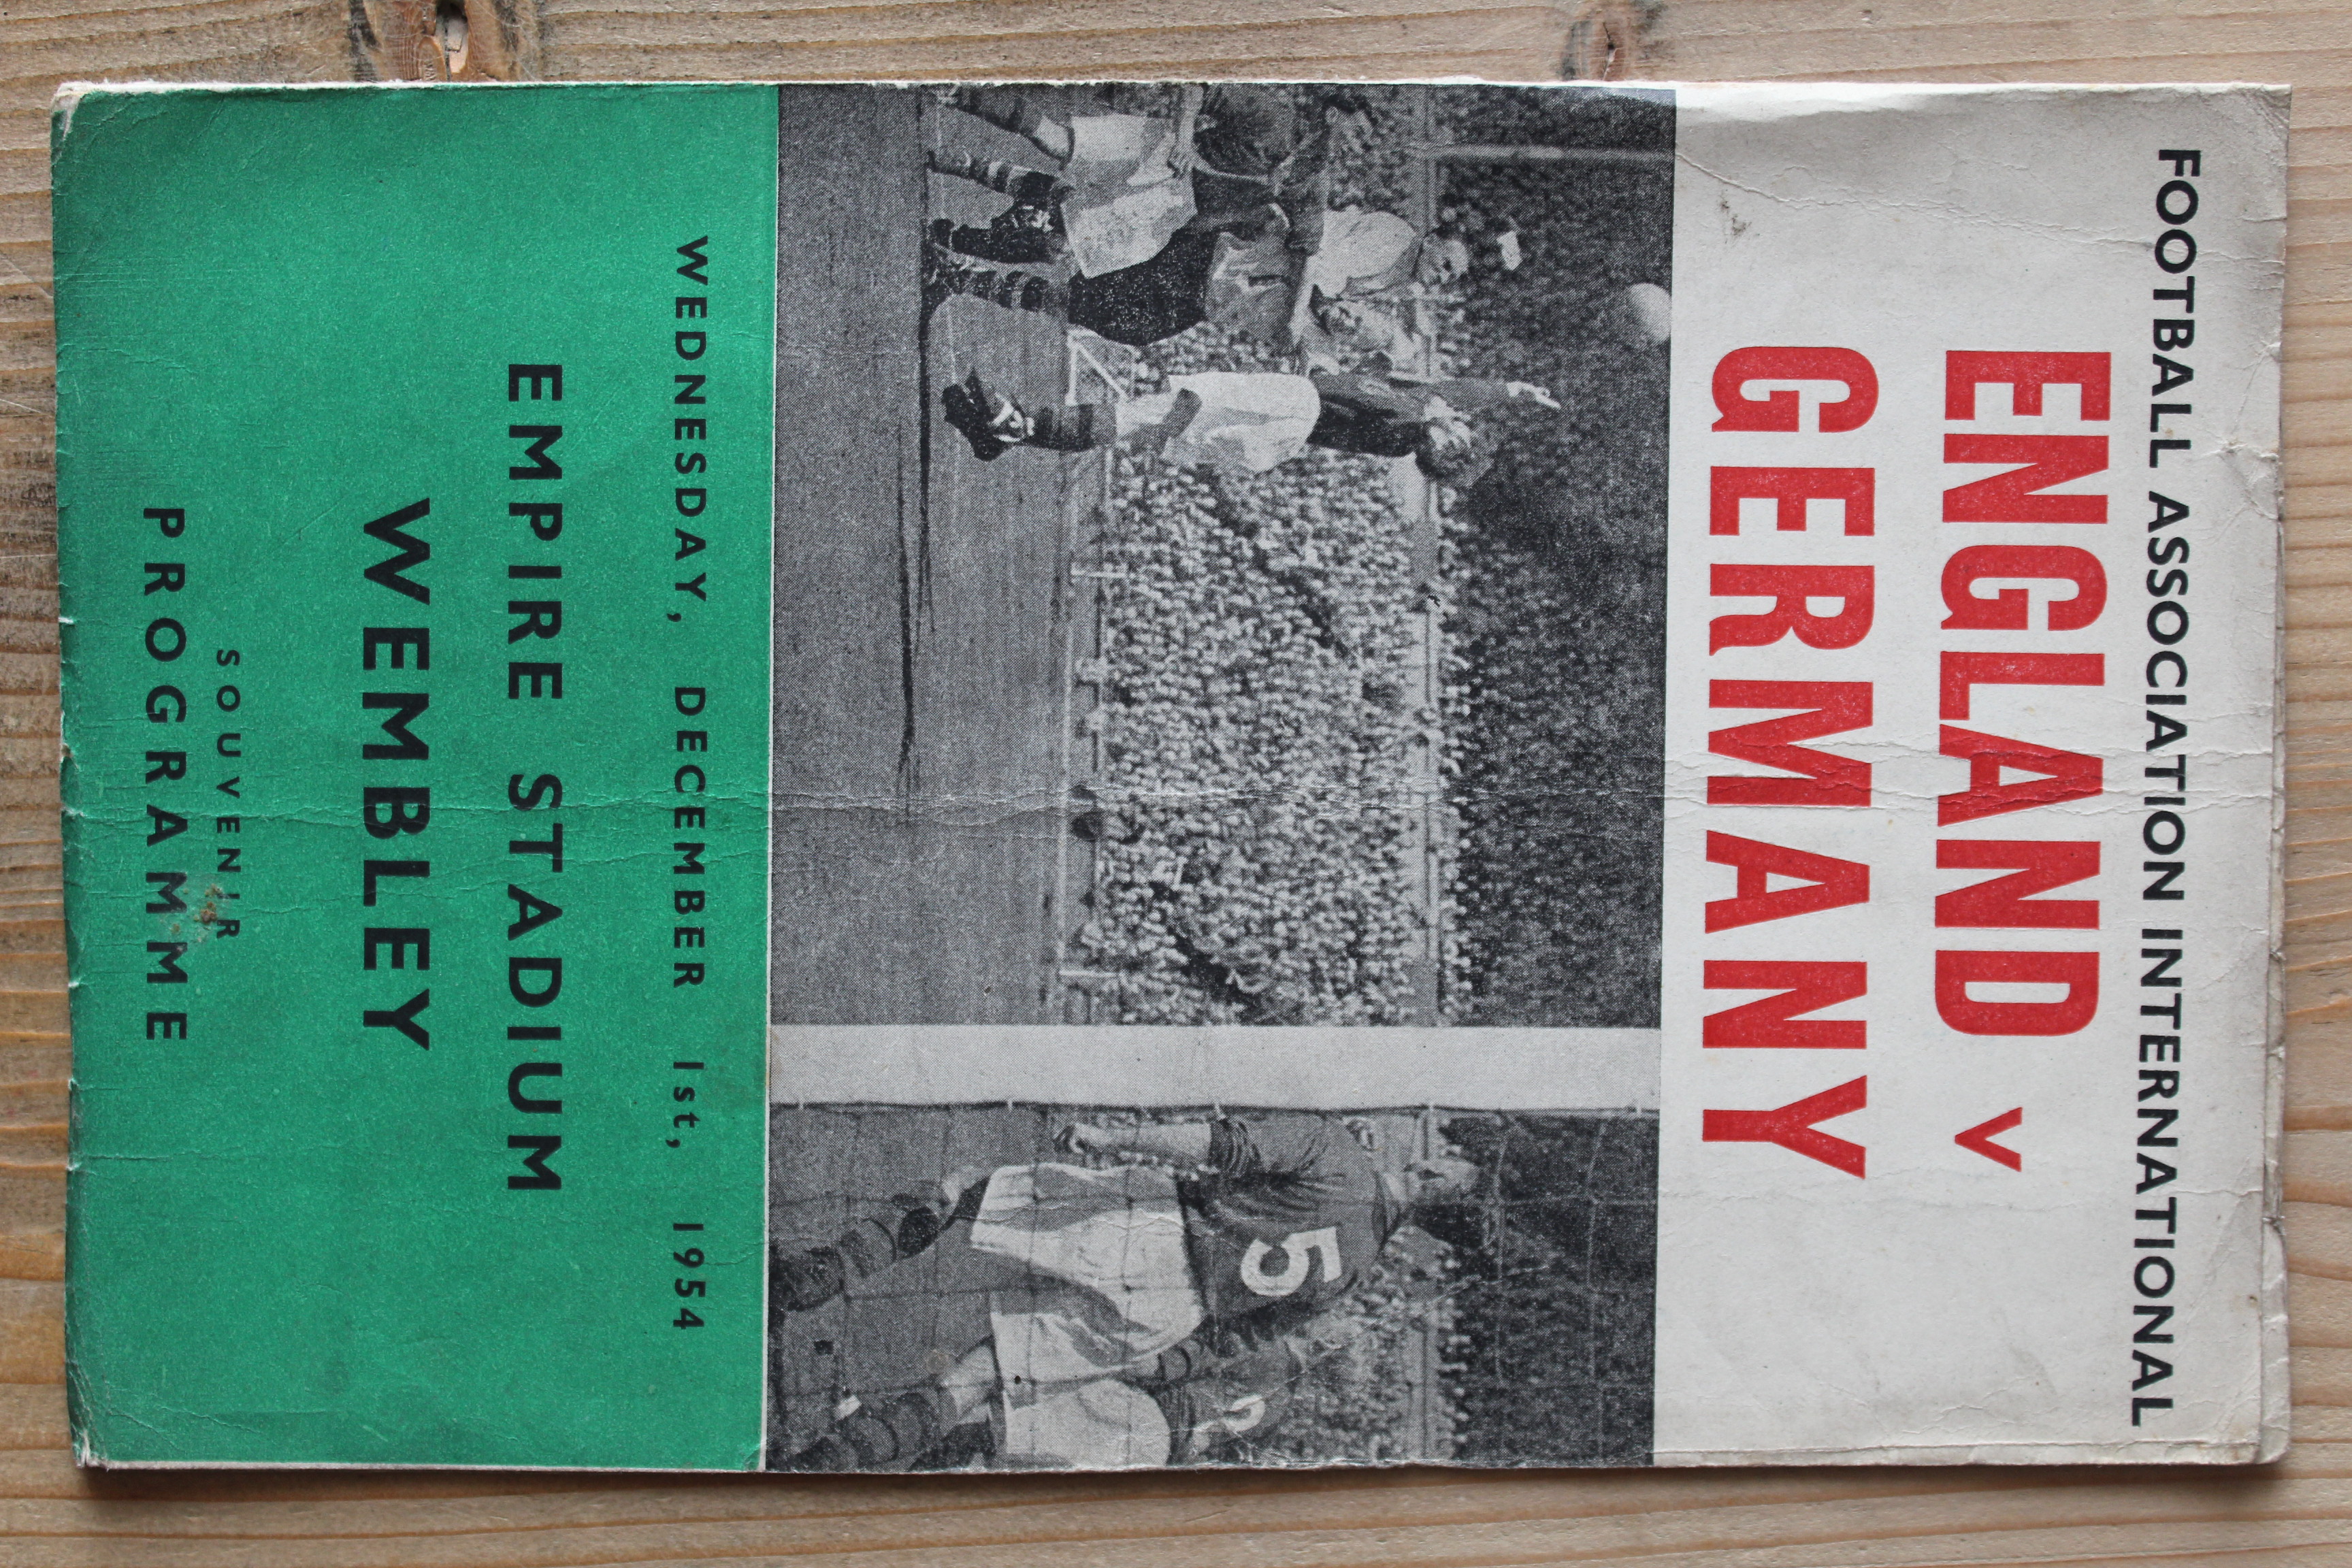 FOOTBALL ASSOCIATION INTERNATIONAL
ENGLAND v
GERMANY
5
WEDNESDAY, DECEMBER 1st, 1954
EMPIRE STADIUM
WEMBLEY
SOUVENIR
PROGRAMME